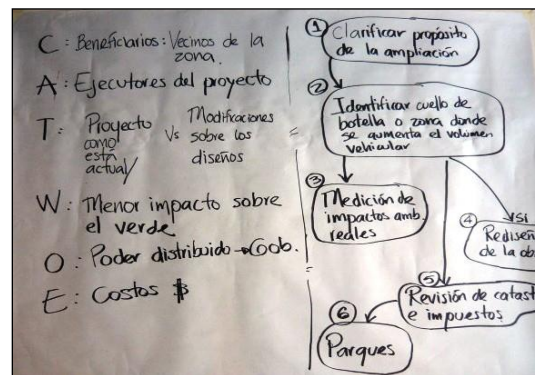 C: Beneficiarios: Vecinos de la
zona.
A: Ejecutores del proyecto
T: Proyecto
como
está
actual/
Vs
Modificaciones
sobre los
diseños
W: Menor impacto sobre
el verde
O: Poder distribuido → Gob.
E: Costos $
① Clarificar propósito
de la ampliación
② Identificar cuello de
botella o zona donde
se aumenta el volúmen
vehicular
③ Medición de
impactos amb.
reales
Si
④ Rediseñ
de la ob
⑤ Revisión de catast
e impuestos
⑥ Parques